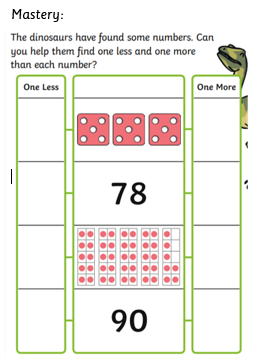 Mastery:
The dinosaurs have found some numbers. Can
you help them find one less and one more
than each number?
One Less
One More
78
90